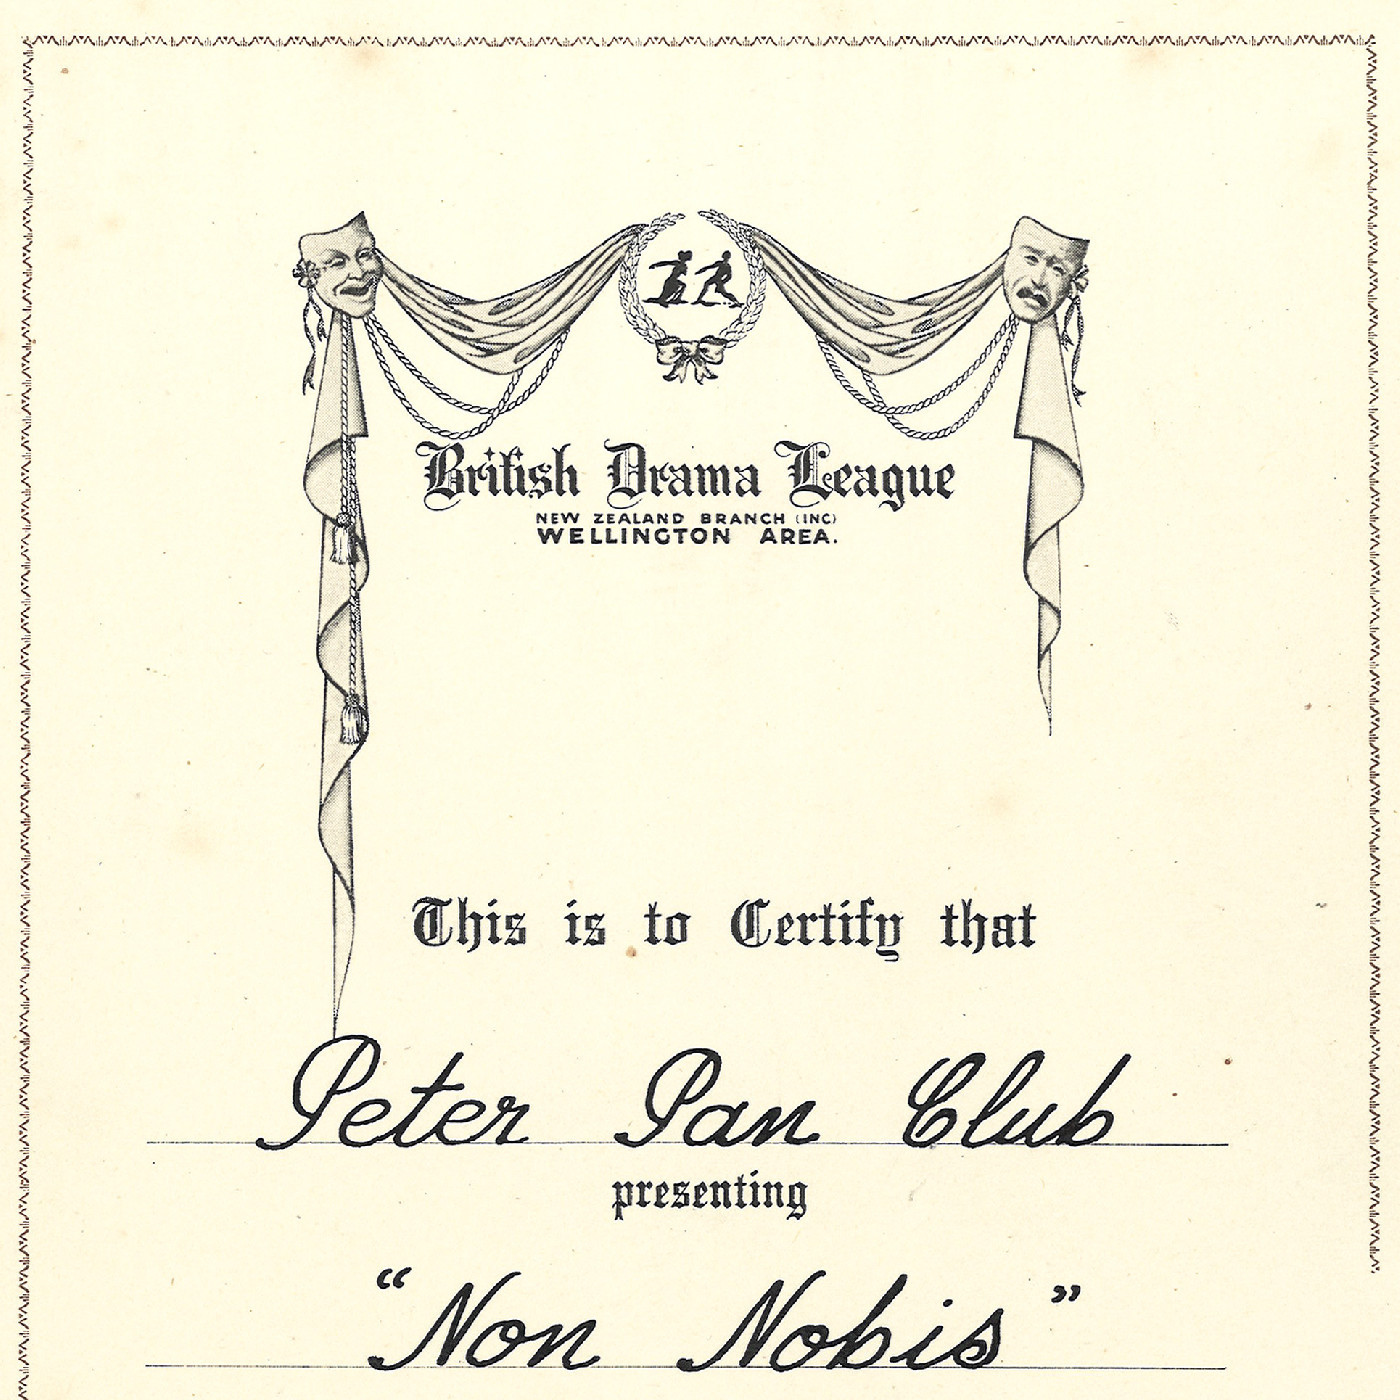 British Drama League
NEW ZEALAND BRANCH (INC)
WELLINGTON AREA.
This is to Certify that
Peter Pan Club
presenting
"Non Nobis"